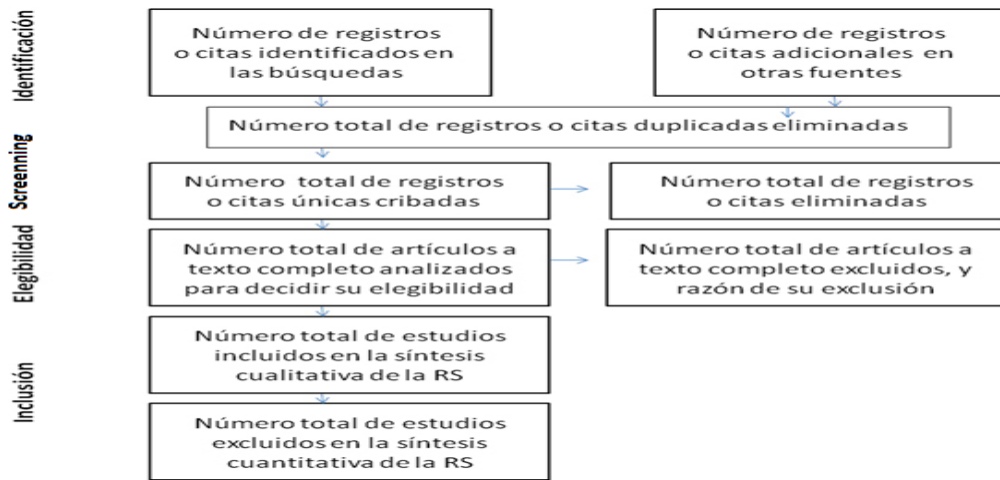 Identificación
Número de registros
o citas identificados en
las búsquedas
Número de registros
o citas adicionales en
otras fuentes
Número total de registros o citas duplicadas eliminadas
Screenning
Número total de registros
o citas únicas cribadas
Número total de registros
o citas eliminadas
Elegibilidad
Número total de artículos a
texto completo analizados
para decidir su elegibilidad
Número total de artículos a
texto completo excluidos, y
razón de su exclusión
Inclusión
Número total de estudios
incluidos en la síntesis
cualitativa de la RS
Número total de estudios
excluidos en la síntesis
cuantitativa de la RS